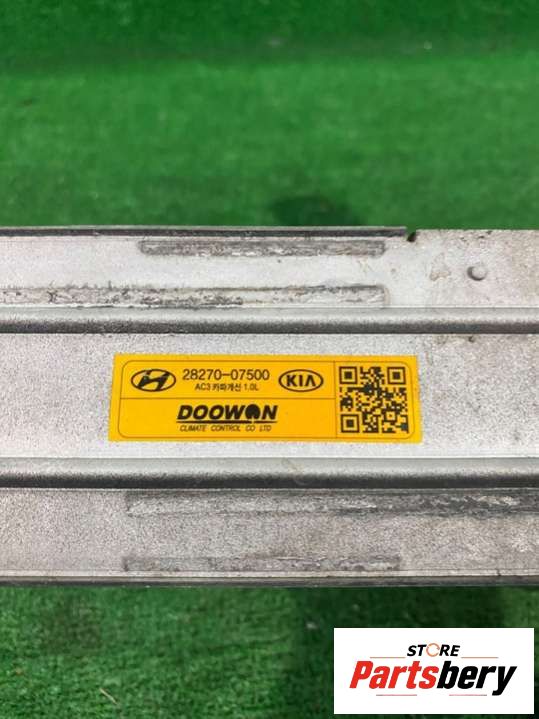 28270-07500
KIA
AC3 카파개선 1.0L
DOOWON
CLIMATE CONTROL CO LTD
STORE
Partsbery